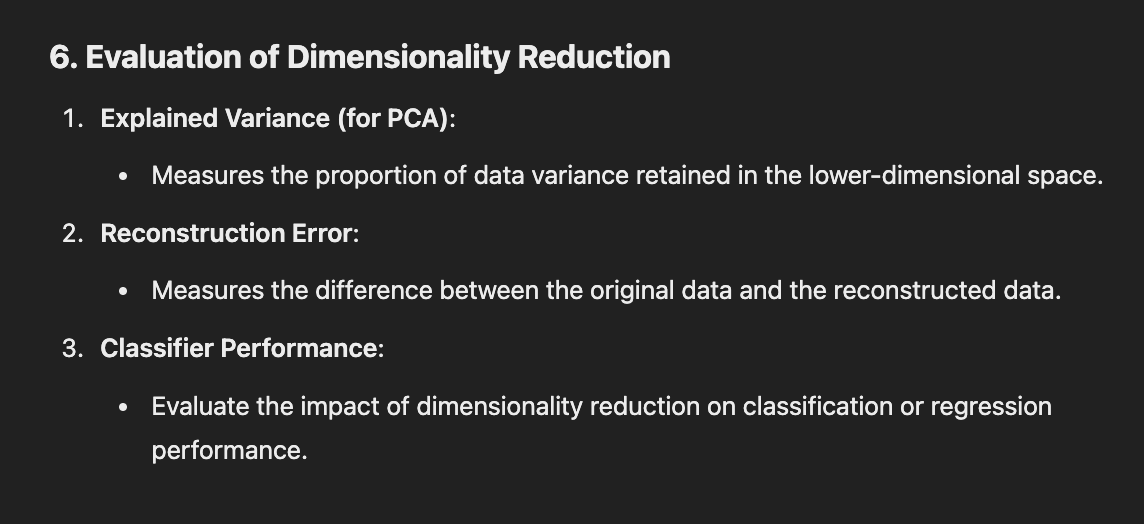 6. Evaluation of Dimensionality Reduction
1. Explained Variance (for PCA):
• Measures the proportion of data variance retained in the lower-dimensional space.
2. Reconstruction Error:
• Measures the difference between the original data and the reconstructed data.
3. Classifier Performance:
• Evaluate the impact of dimensionality reduction on classification or regression
performance.